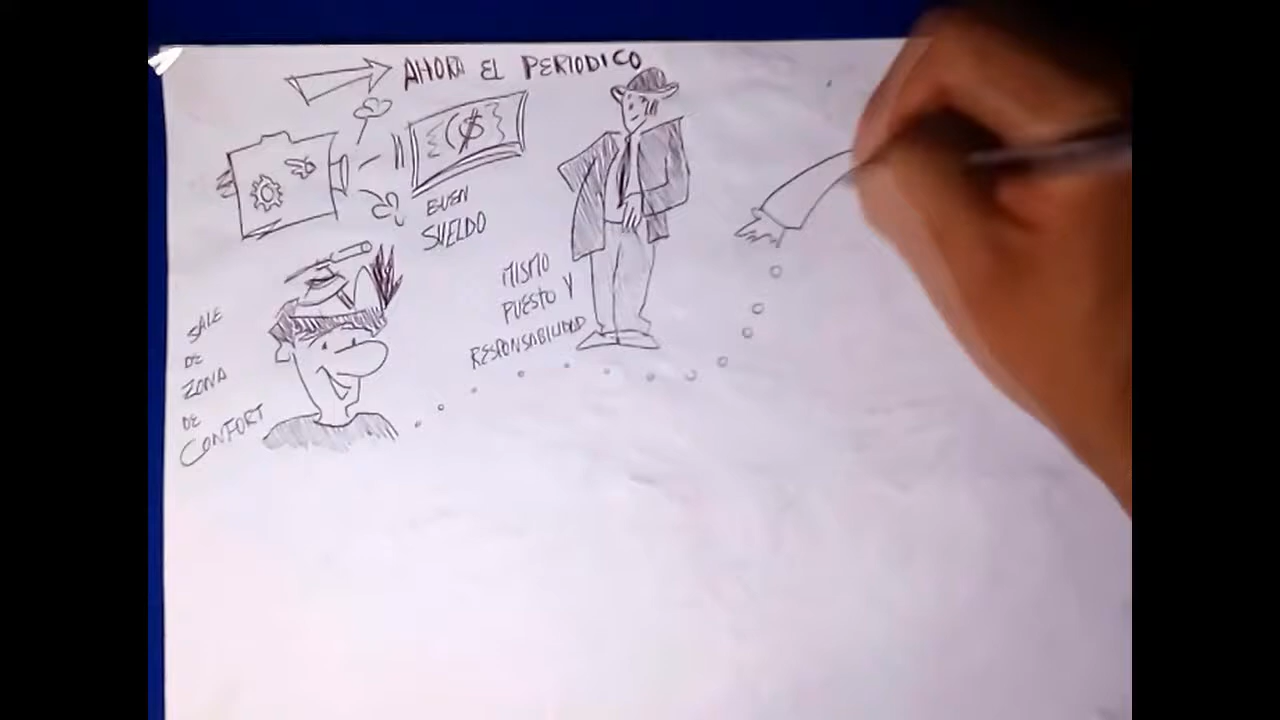 AHORA EL PERIODICO
$
BUEN
SUELDO
MISMO
PUESTO Y
RESPONSABILIDAD
SALE
DE
ZONA
DE
CONFORT